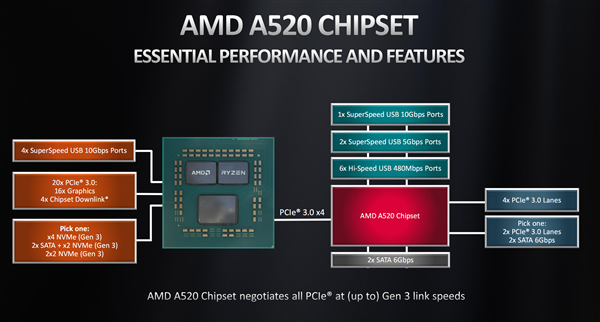 AMD A520 CHIPSET
ESSENTIAL PERFORMANCE AND FEATURES
4x SuperSpeed USB 10Gbps Ports
20x PCIe® 3.0:
16x Graphics
4x Chipset Downlink*
Pick one:
x4 NVMe (Gen 3)
2x SATA + x2 NVMe (Gen 3)
2x2 NVMe (Gen 3)
AMD
RYZEN
PCIe® 3.0 x4
1x SuperSpeed USB 10Gbps Ports
2x SuperSpeed USB 5Gbps Ports
6x Hi-Speed USB 480Mbps Ports
AMD A520 Chipset
2x SATA 6Gbps
4x PCIe® 3.0 Lanes
Pick one:
2x PCIe® 3.0 Lanes
2x SATA 6Gbps
AMD A520 Chipset negotiates all PCIe® at (up to) Gen 3 link speeds